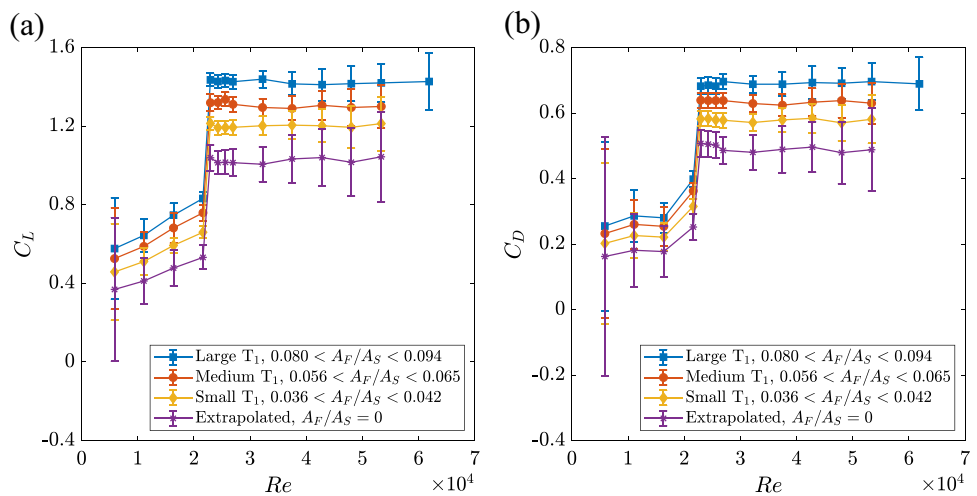 (a)
1.6
1.2
0.8
0.4
0
-0.4
C_L
0 1 2 3 4 5 6 7
Re
×10^4
Large T_1, 0.080 < A_F/A_S < 0.094
Medium T_1, 0.056 < A_F/A_S < 0.065
Small T_1, 0.036 < A_F/A_S < 0.042
Extrapolated, A_F/A_S = 0
(b)
0.8
0.6
0.4
0.2
0
-0.2
-0.4
C_D
0 1 2 3 4 5 6 7
Re
×10^4
Large T_1, 0.080 < A_F/A_S < 0.094
Medium T_1, 0.056 < A_F/A_S < 0.065
Small T_1, 0.036 < A_F/A_S < 0.042
Extrapolated, A_F/A_S = 0